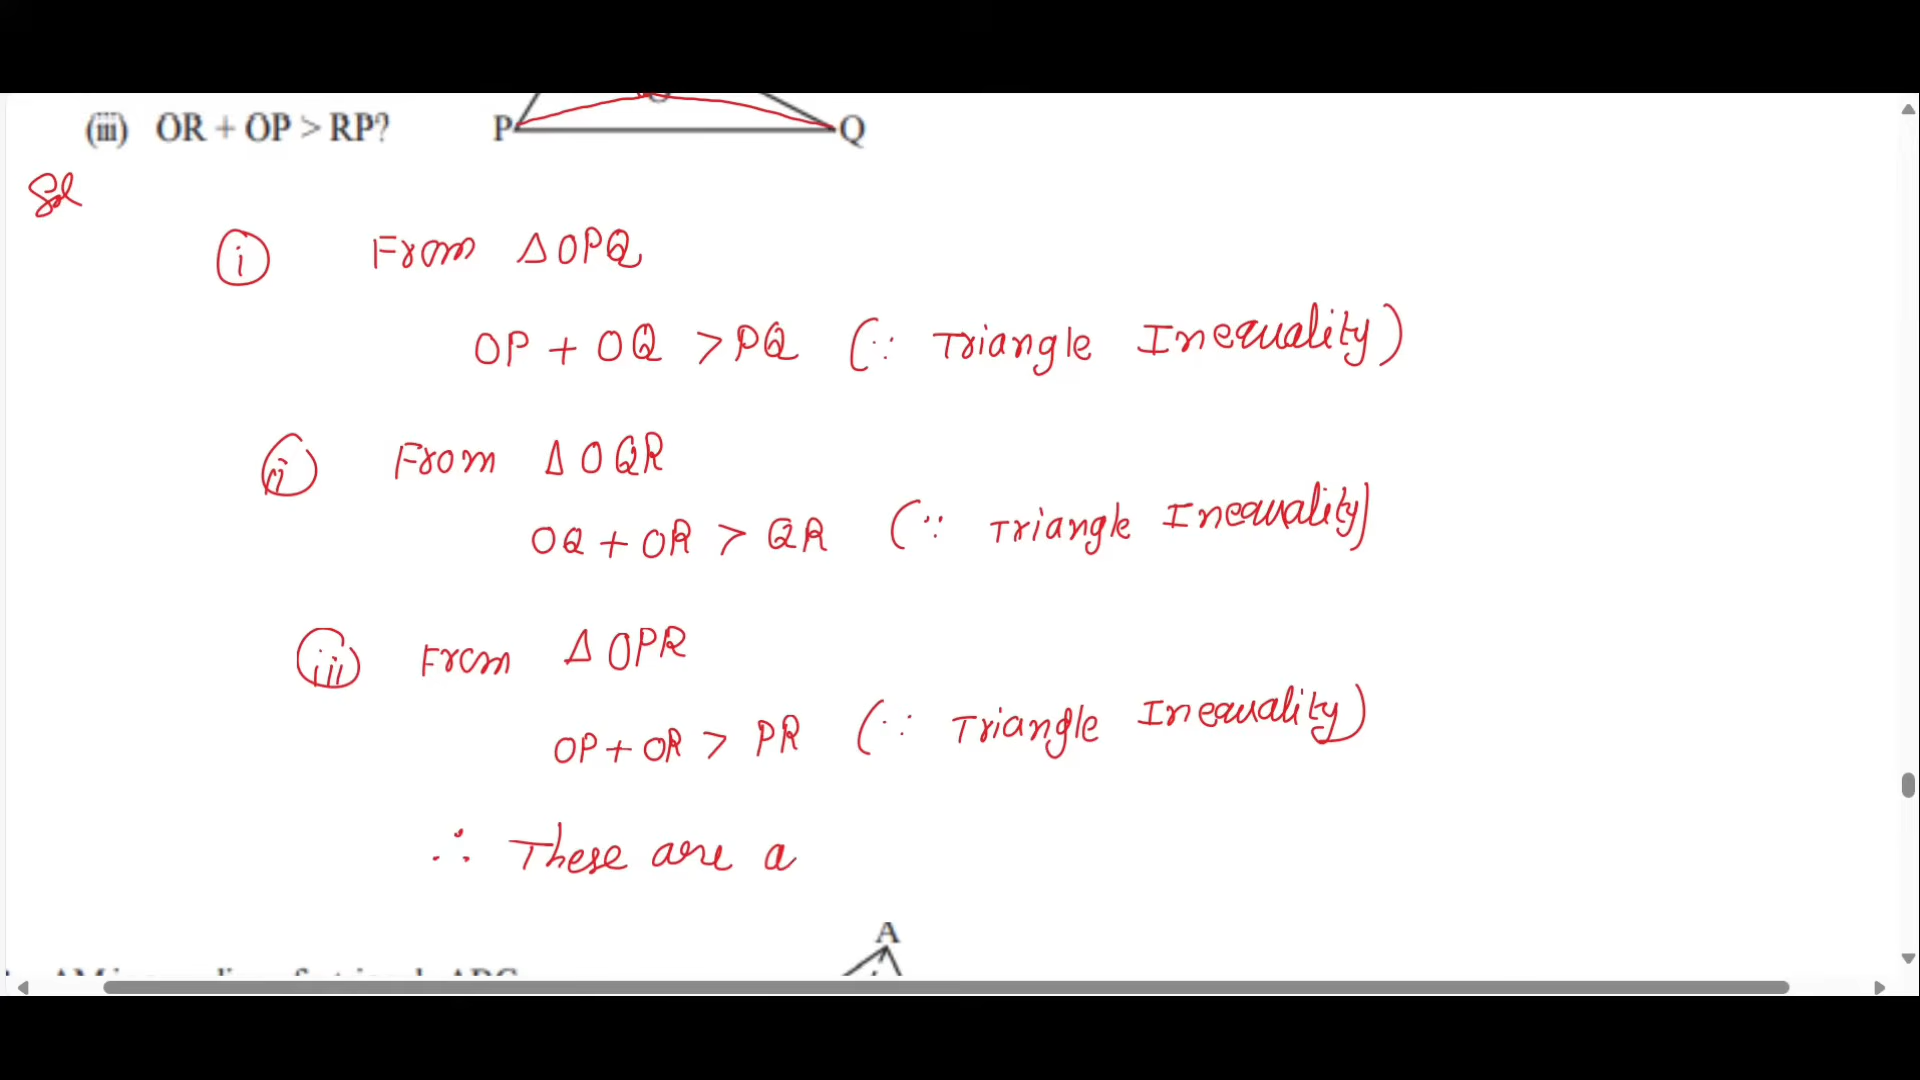 (iii) OR + OP > RP?
P
Q
Sol
(i) From ΔOPQ
OP + OQ > PQ (∵ Triangle Inequality)
(ii) From ΔOQR
OQ + OR > QR (∵ Triangle Inequality)
(iii) From ΔOPR
OP + OR > PR (∵ Triangle Inequality)
∴ These are a
A